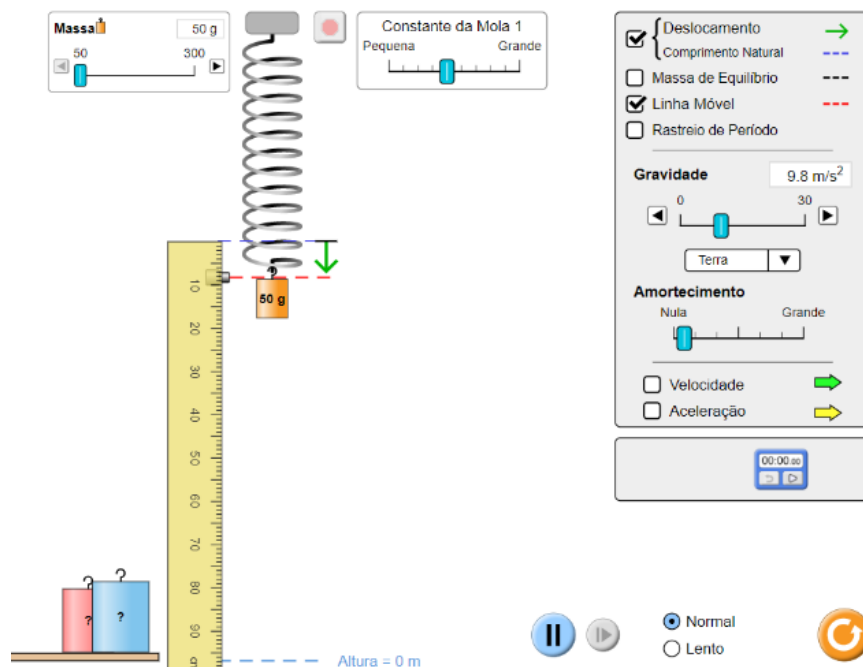 Massa
50 g
50
300
Constante da Mola 1
Pequena
Grande
50 g
10
20
30
40
50
60
70
80
90
?
?
?
?
Altura = 0 m
Deslocamento
Comprimento Natural
Massa de Equilíbrio
Linha Móvel
Rastreio de Período
Gravidade
9.8 m/s²
0
30
Terra
Amortecimento
Nula
Grande
Velocidade
Aceleração
00:00.00
Normal
Lento